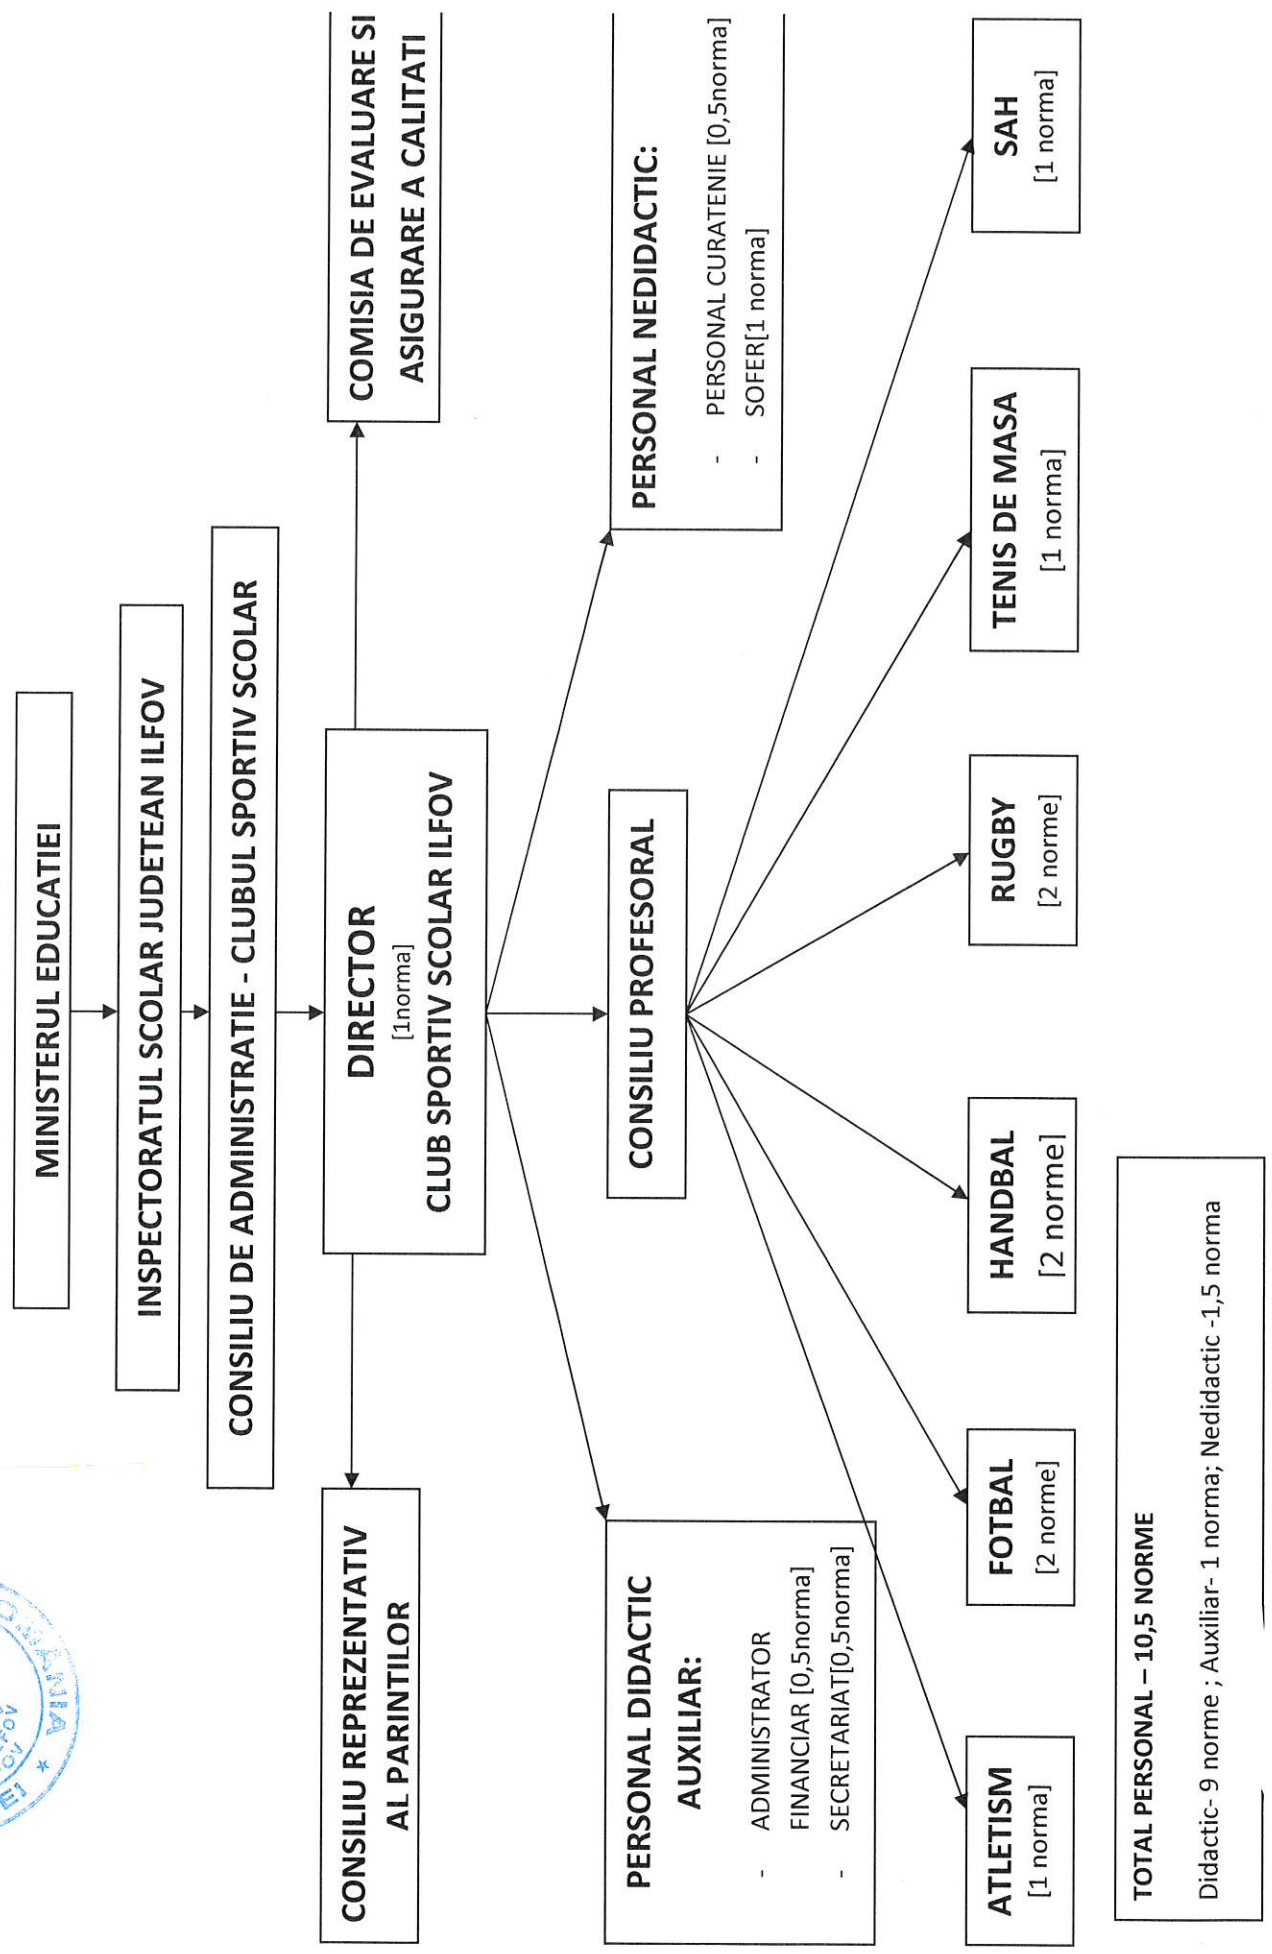 MINISTERUL EDUCATIEI
INSPECTORATUL SCOLAR JUDETEAN ILFOV
CONSILIU DE ADMINISTRATIE - CLUBUL SPORTIV SCOLAR
CONSILIU REPREZENTATIV
AL PARINTILOR
DIRECTOR
[1norma]
CLUB SPORTIV SCOLAR ILFOV
COMISIA DE EVALUARE SI
ASIGURARE A CALITATI
PERSONAL DIDACTIC
AUXILIAR:
- ADMINISTRATOR
FINANCIAR [0,5norma]
- SECRETARIAT[0,5norma]
CONSILIU PROFESORAL
PERSONAL NEDIDACTIC:
- PERSONAL CURATENIE [0,5norma]
- SOFER[1 norma]
ATLETISM
[1 norma]
FOTBAL
[2 norme]
HANDBAL
[2 norme]
RUGBY
[2 norme]
TENIS DE MASA
[1 norma]
SAH
[1 norma]
TOTAL PERSONAL – 10,5 NORME
Didactic- 9 norme ; Auxiliar- 1 norma; Nedidactic -1,5 norma
ROMANIA